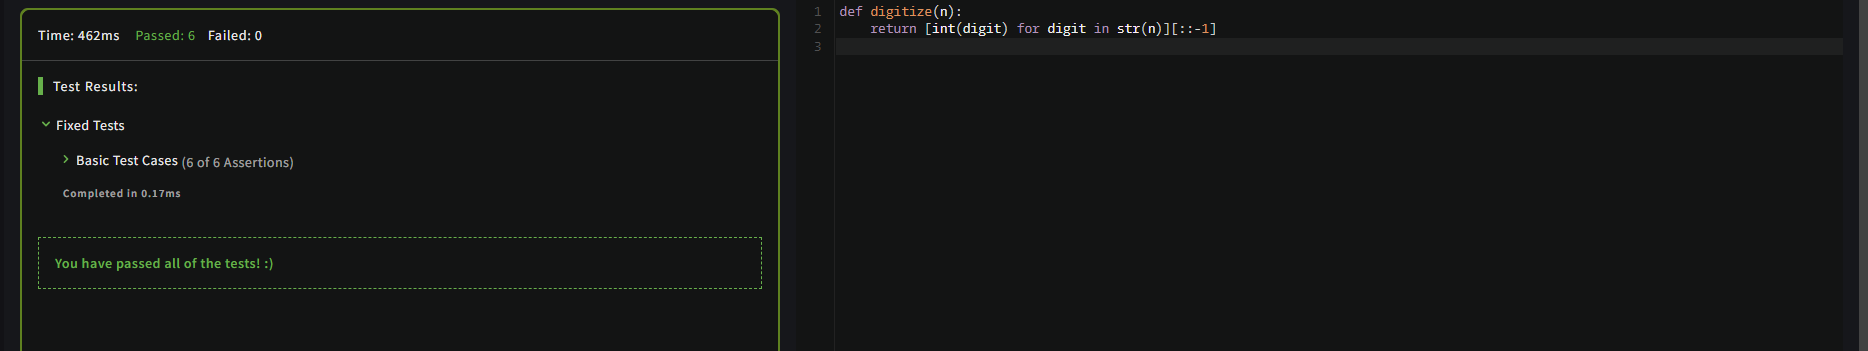 Time: 462ms Passed: 6 Failed: 0
Test Results:
Fixed Tests
Basic Test Cases (6 of 6 Assertions)
Completed in 0.17ms
You have passed all of the tests! :)
1 def digitize(n):
2     return [int(digit) for digit in str(n)][::-1]
3